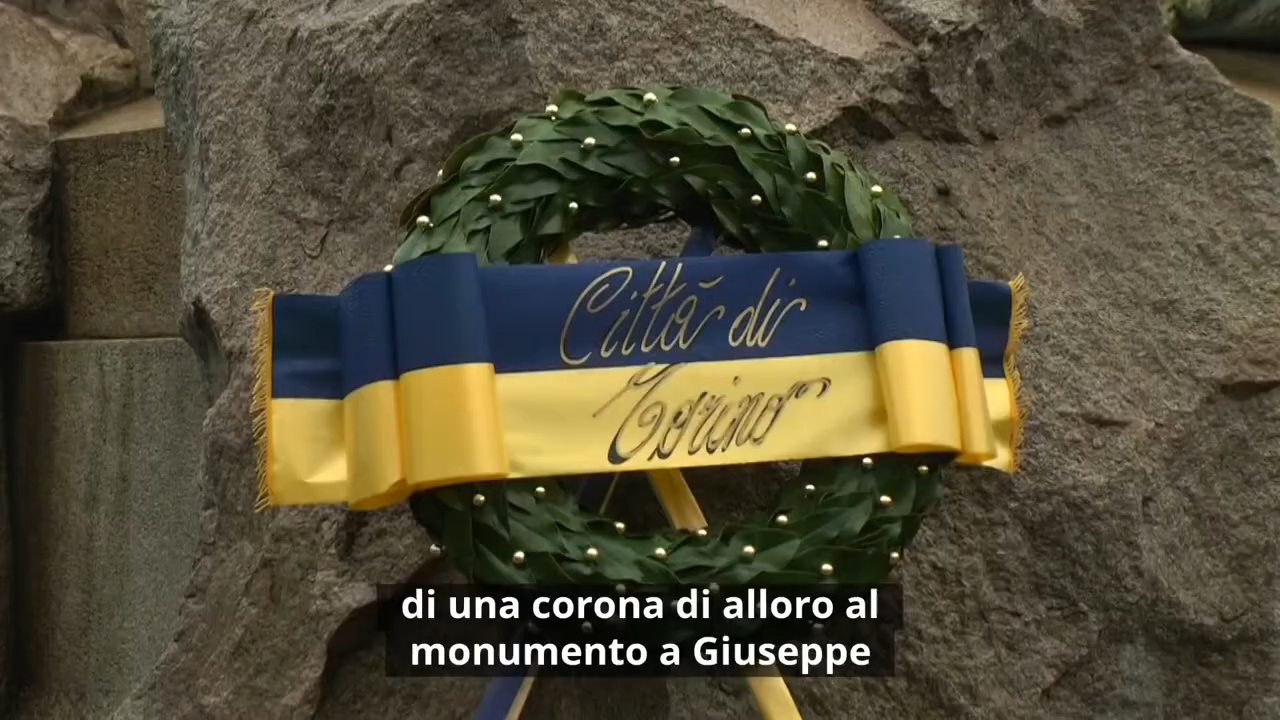 Città di
Torino
di una corona di alloro al
monumento a Giuseppe